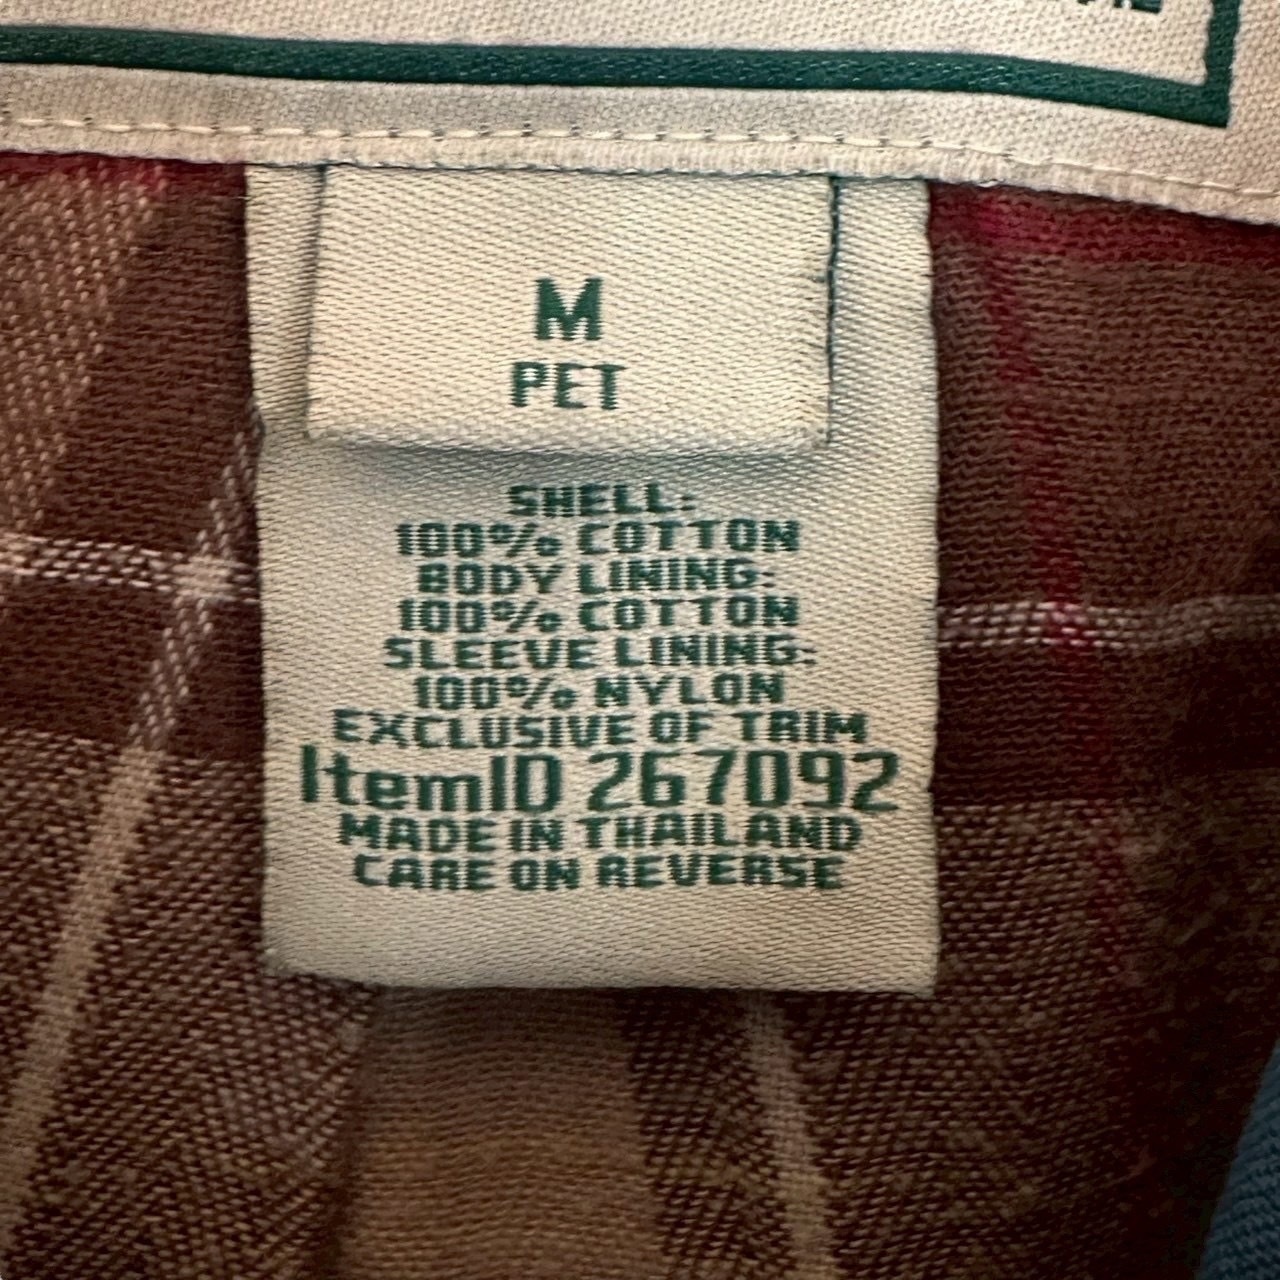 M
PET
SHELL:
100% COTTON
BODY LINING:
100% COTTON
SLEEVE LINING:
100% NYLON
EXCLUSIVE OF TRIM
ItemID 267092
MADE IN THAILAND
CARE ON REVERSE